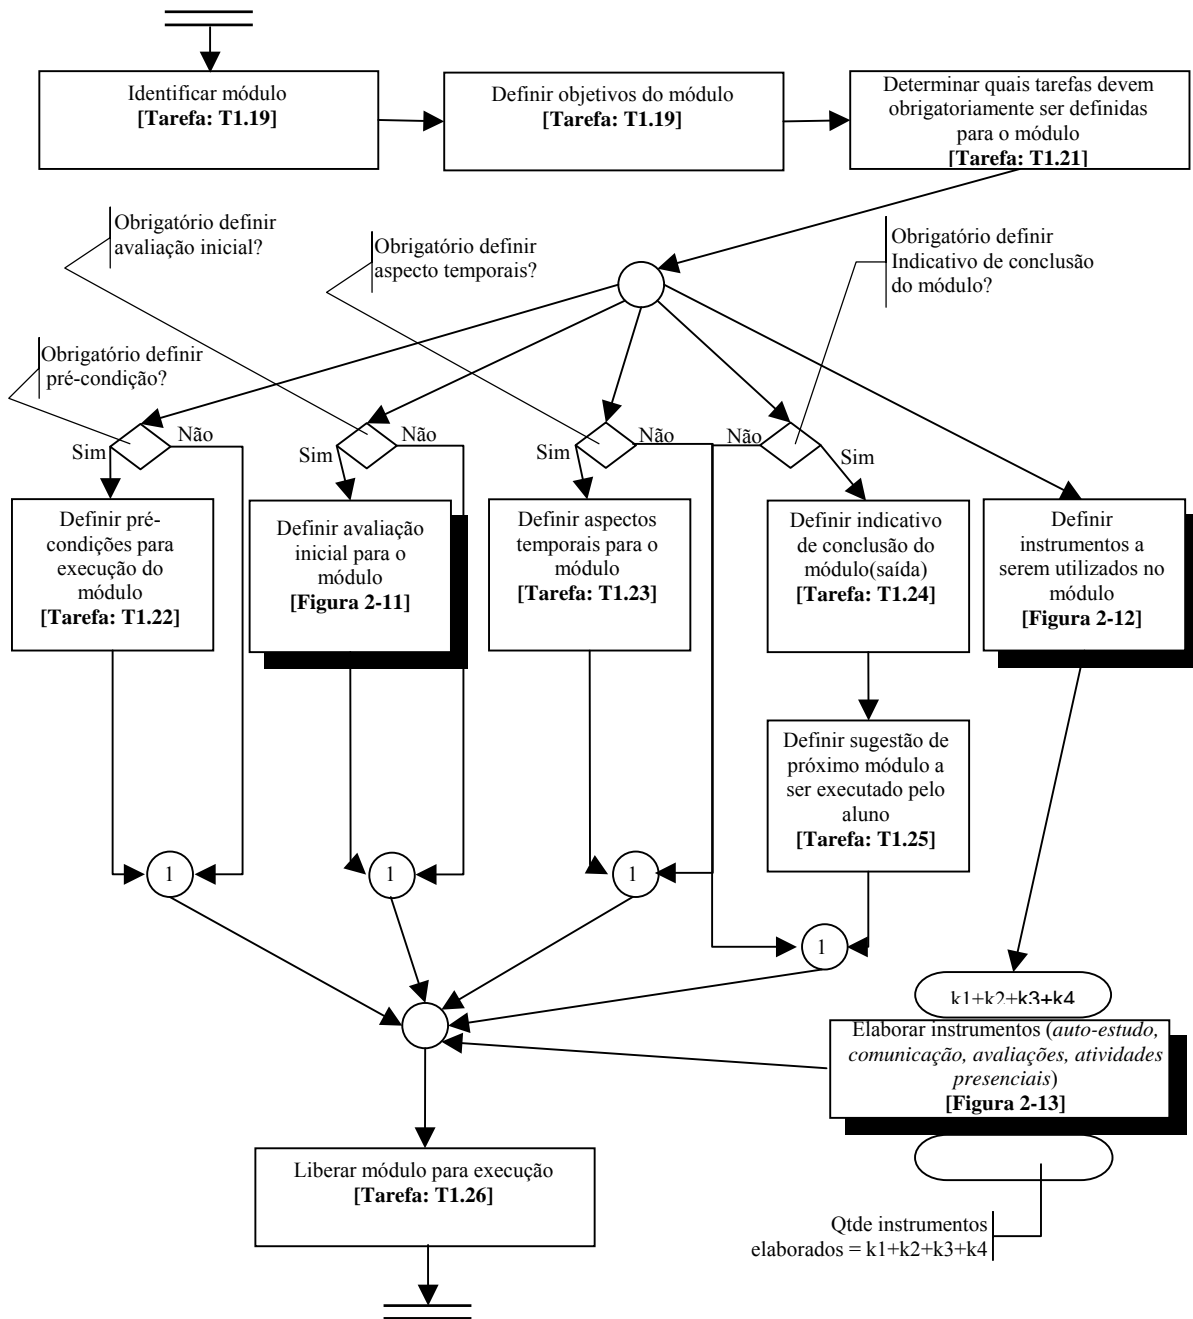 Identificar módulo
[Tarefa: T1.19]
Definir objetivos do módulo
[Tarefa: T1.19]
Determinar quais tarefas devem
obrigatoriamente ser definidas
para o módulo
[Tarefa: T1.21]
Obrigatório definir
avaliação inicial?
Obrigatório definir
aspecto temporais?
Obrigatório definir
Indicativo de conclusão
do módulo?
Obrigatório definir
pré-condição?
Sim
Não
Sim
Não
Sim
Não
Não
Sim
Definir pré-
condições para
execução do
módulo
[Tarefa: T1.22]
Definir avaliação
inicial para o
módulo
[Figura 2-11]
Definir aspectos
temporais para o
módulo
[Tarefa: T1.23]
Definir indicativo
de conclusão do
módulo(saída)
[Tarefa: T1.24]
Definir
instrumentos a
serem utilizados no
módulo
[Figura 2-12]
Definir sugestão de
próximo módulo a
ser executado pelo
aluno
[Tarefa: T1.25]
1
1
1
1
k1+k2+k3+k4
Elaborar instrumentos (auto-estudo,
comunicação, avaliações, atividades
presenciais)
[Figura 2-13]
Liberar módulo para execução
[Tarefa: T1.26]
Qtde instrumentos
elaborados = k1+k2+k3+k4